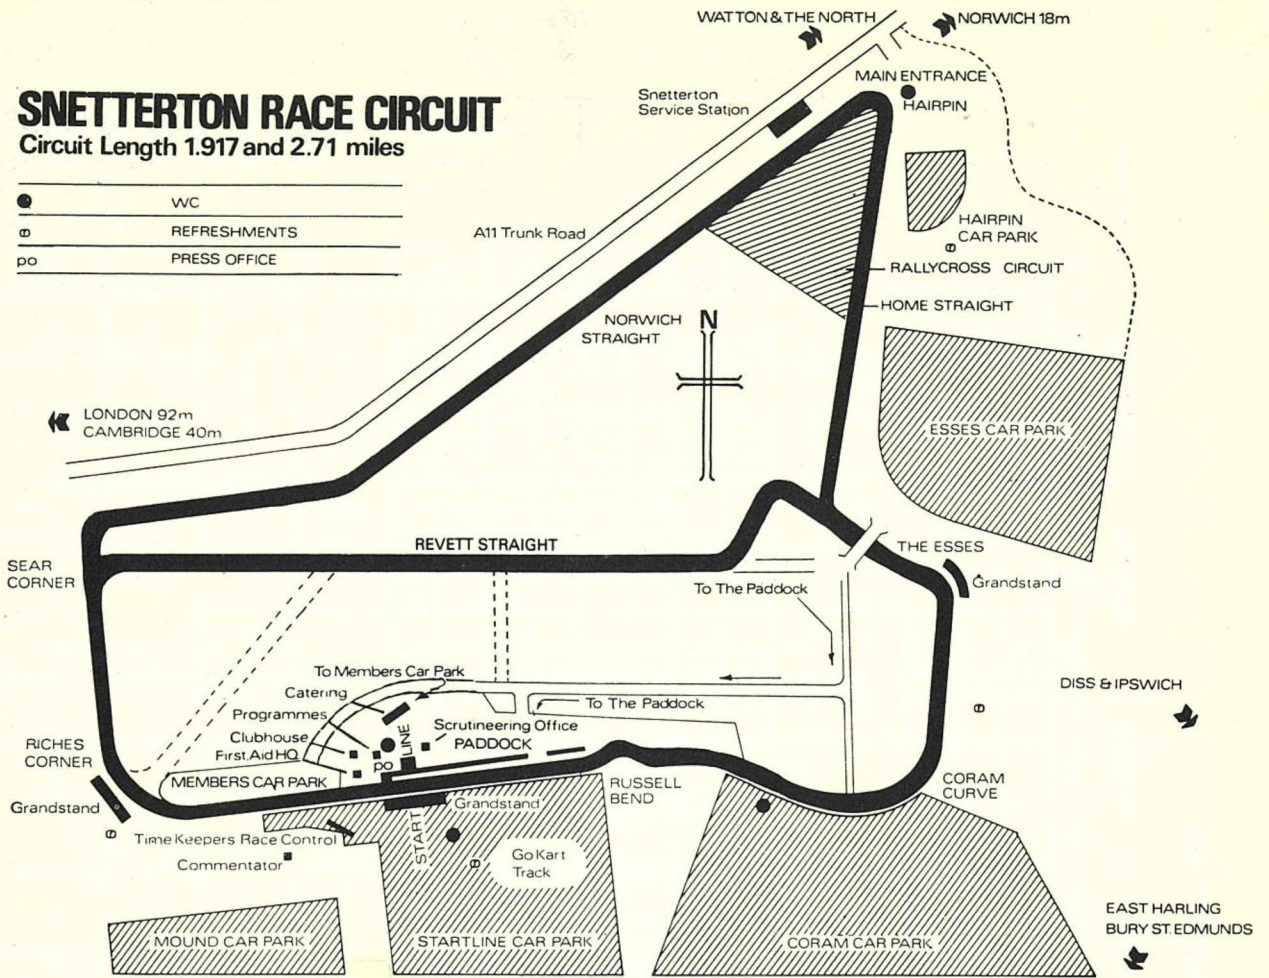 WATTON & THE NORTH
NORWICH 18m
SNETTERTON RACE CIRCUIT
Circuit Length 1.917 and 2.71 miles
WC
REFRESHMENTS
po PRESS OFFICE
Snetterton
Service Station
MAIN ENTRANCE
HAIRPIN
A11 Trunk Road
HAIRPIN
CAR PARK
RALLYCROSS CIRCUIT
HOME STRAIGHT
NORWICH
STRAIGHT
N
LONDON 92m
CAMBRIDGE 40m
ESSES CAR PARK
REVETT STRAIGHT
THE ESSES
Grandstand
SEAR
CORNER
To The Paddock
To Members Car Park
Catering
Programmes
Clubhouse
First Aid HQ
po
LINE
Scrutineering Office
PADDOCK
To The Paddock
DISS & IPSWICH
RICHES
CORNER
Grandstand
MEMBERS CAR PARK
RUSSELL
BEND
CORAM
CURVE
Grandstand
START
Time Keepers Race Control
Commentator
Go Kart
Track
MOUND CAR PARK
STARTLINE CAR PARK
CORAM CAR PARK
EAST HARLING
BURY ST. EDMUNDS